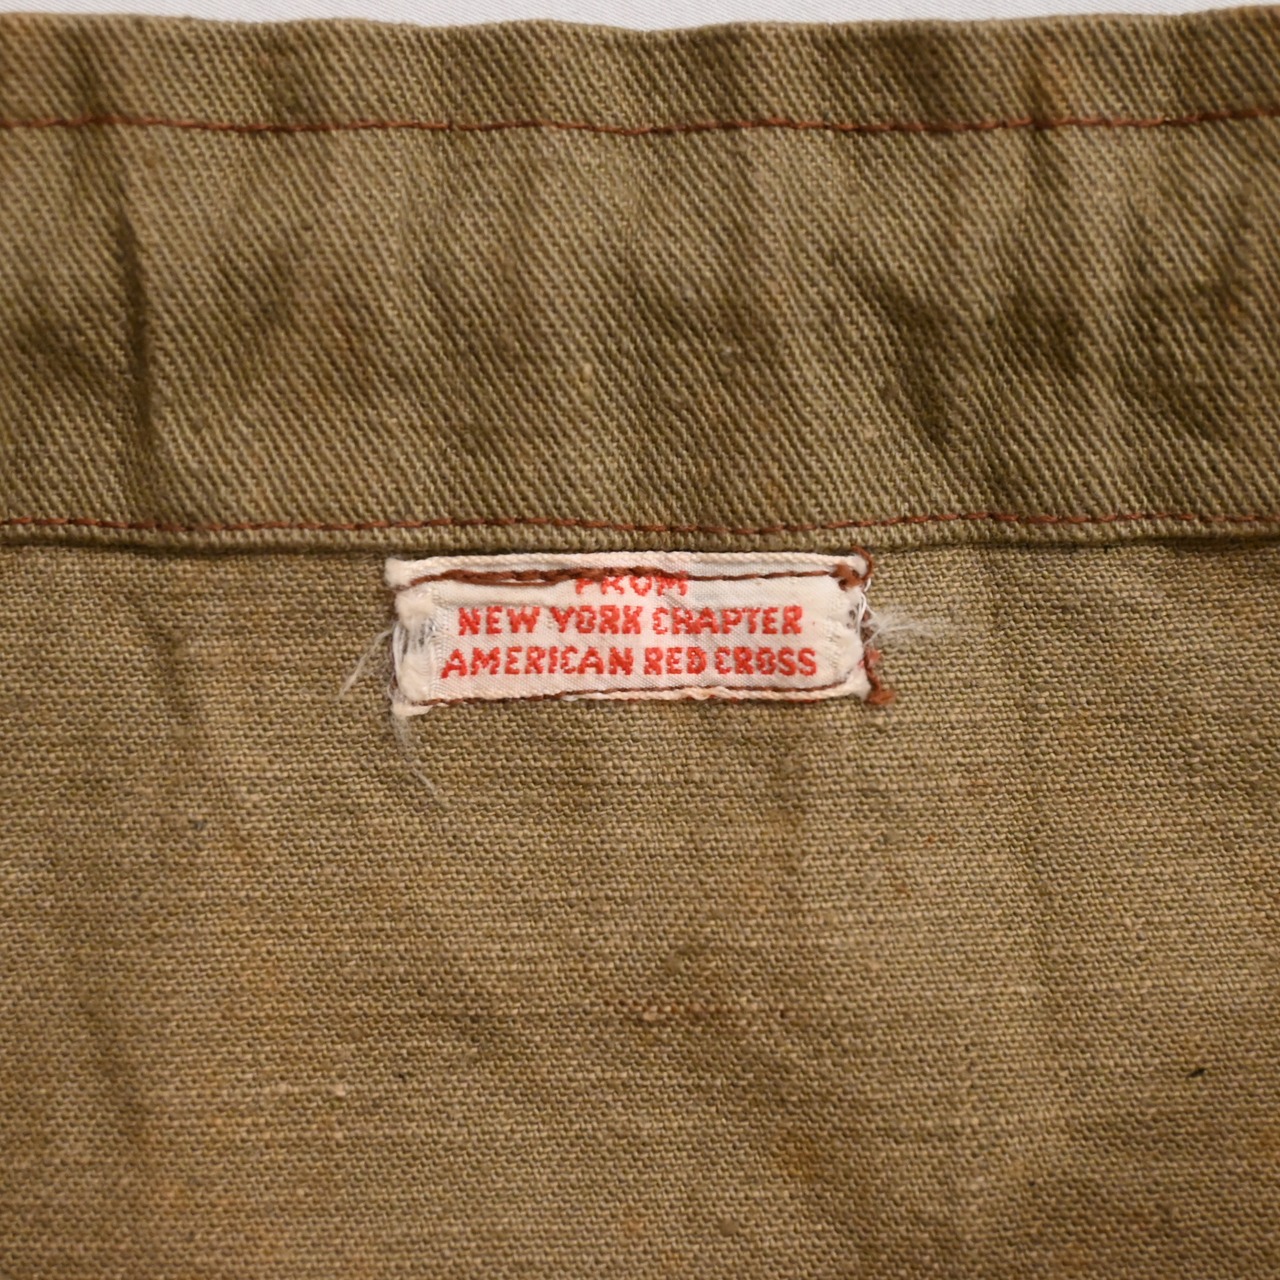 FROM
NEW YORK CHAPTER
AMERICAN RED CROSS